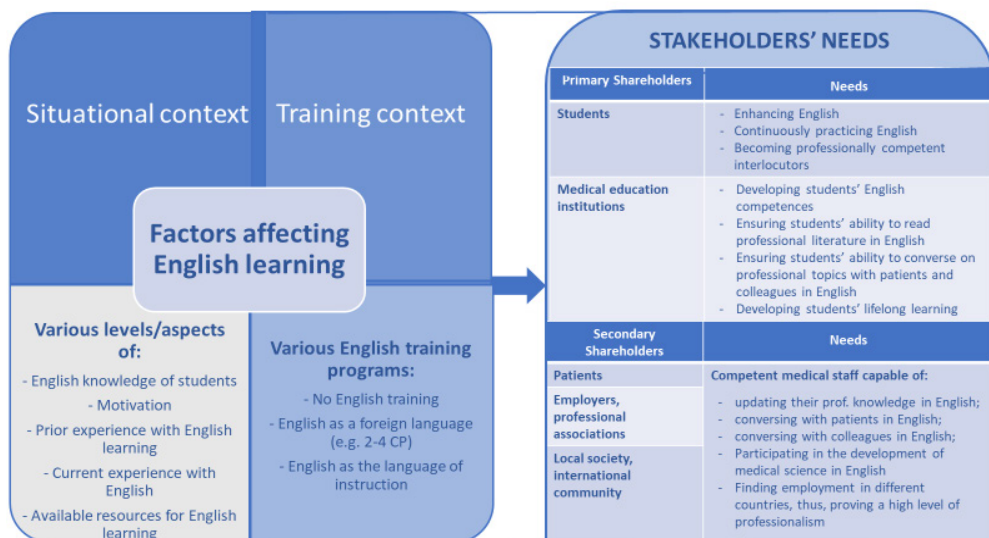 Situational context
Training context
Factors affecting
English learning
Various levels/aspects
of:
- English knowledge of students
- Motivation
- Prior experience with English
learning
- Current experience with
English
- Available resources for English
learning
Various English training
programs:
- No English training
- English as a foreign language
(e.g. 2-4 CP)
- English as the language of
instruction
STAKEHOLDERS’ NEEDS
Primary Shareholders
Needs
Students
- Enhancing English
- Continuously practicing English
- Becoming professionally competent
interlocutors
Medical education
institutions
- Developing students’ English
competences
- Ensuring students’ ability to read
professional literature in English
- Ensuring students’ ability to converse on
professional topics with patients and
colleagues in English
- Developing students’ lifelong learning
Secondary
Shareholders
Needs
Patients
Employers,
professional
associations
Local society,
international
community
Competent medical staff capable of:
- updating their prof. knowledge in English;
- conversing with patients in English;
- conversing with colleagues in English;
- Participating in the development of
medical science in English
- Finding employment in different
countries, thus, proving a high level of
professionalism